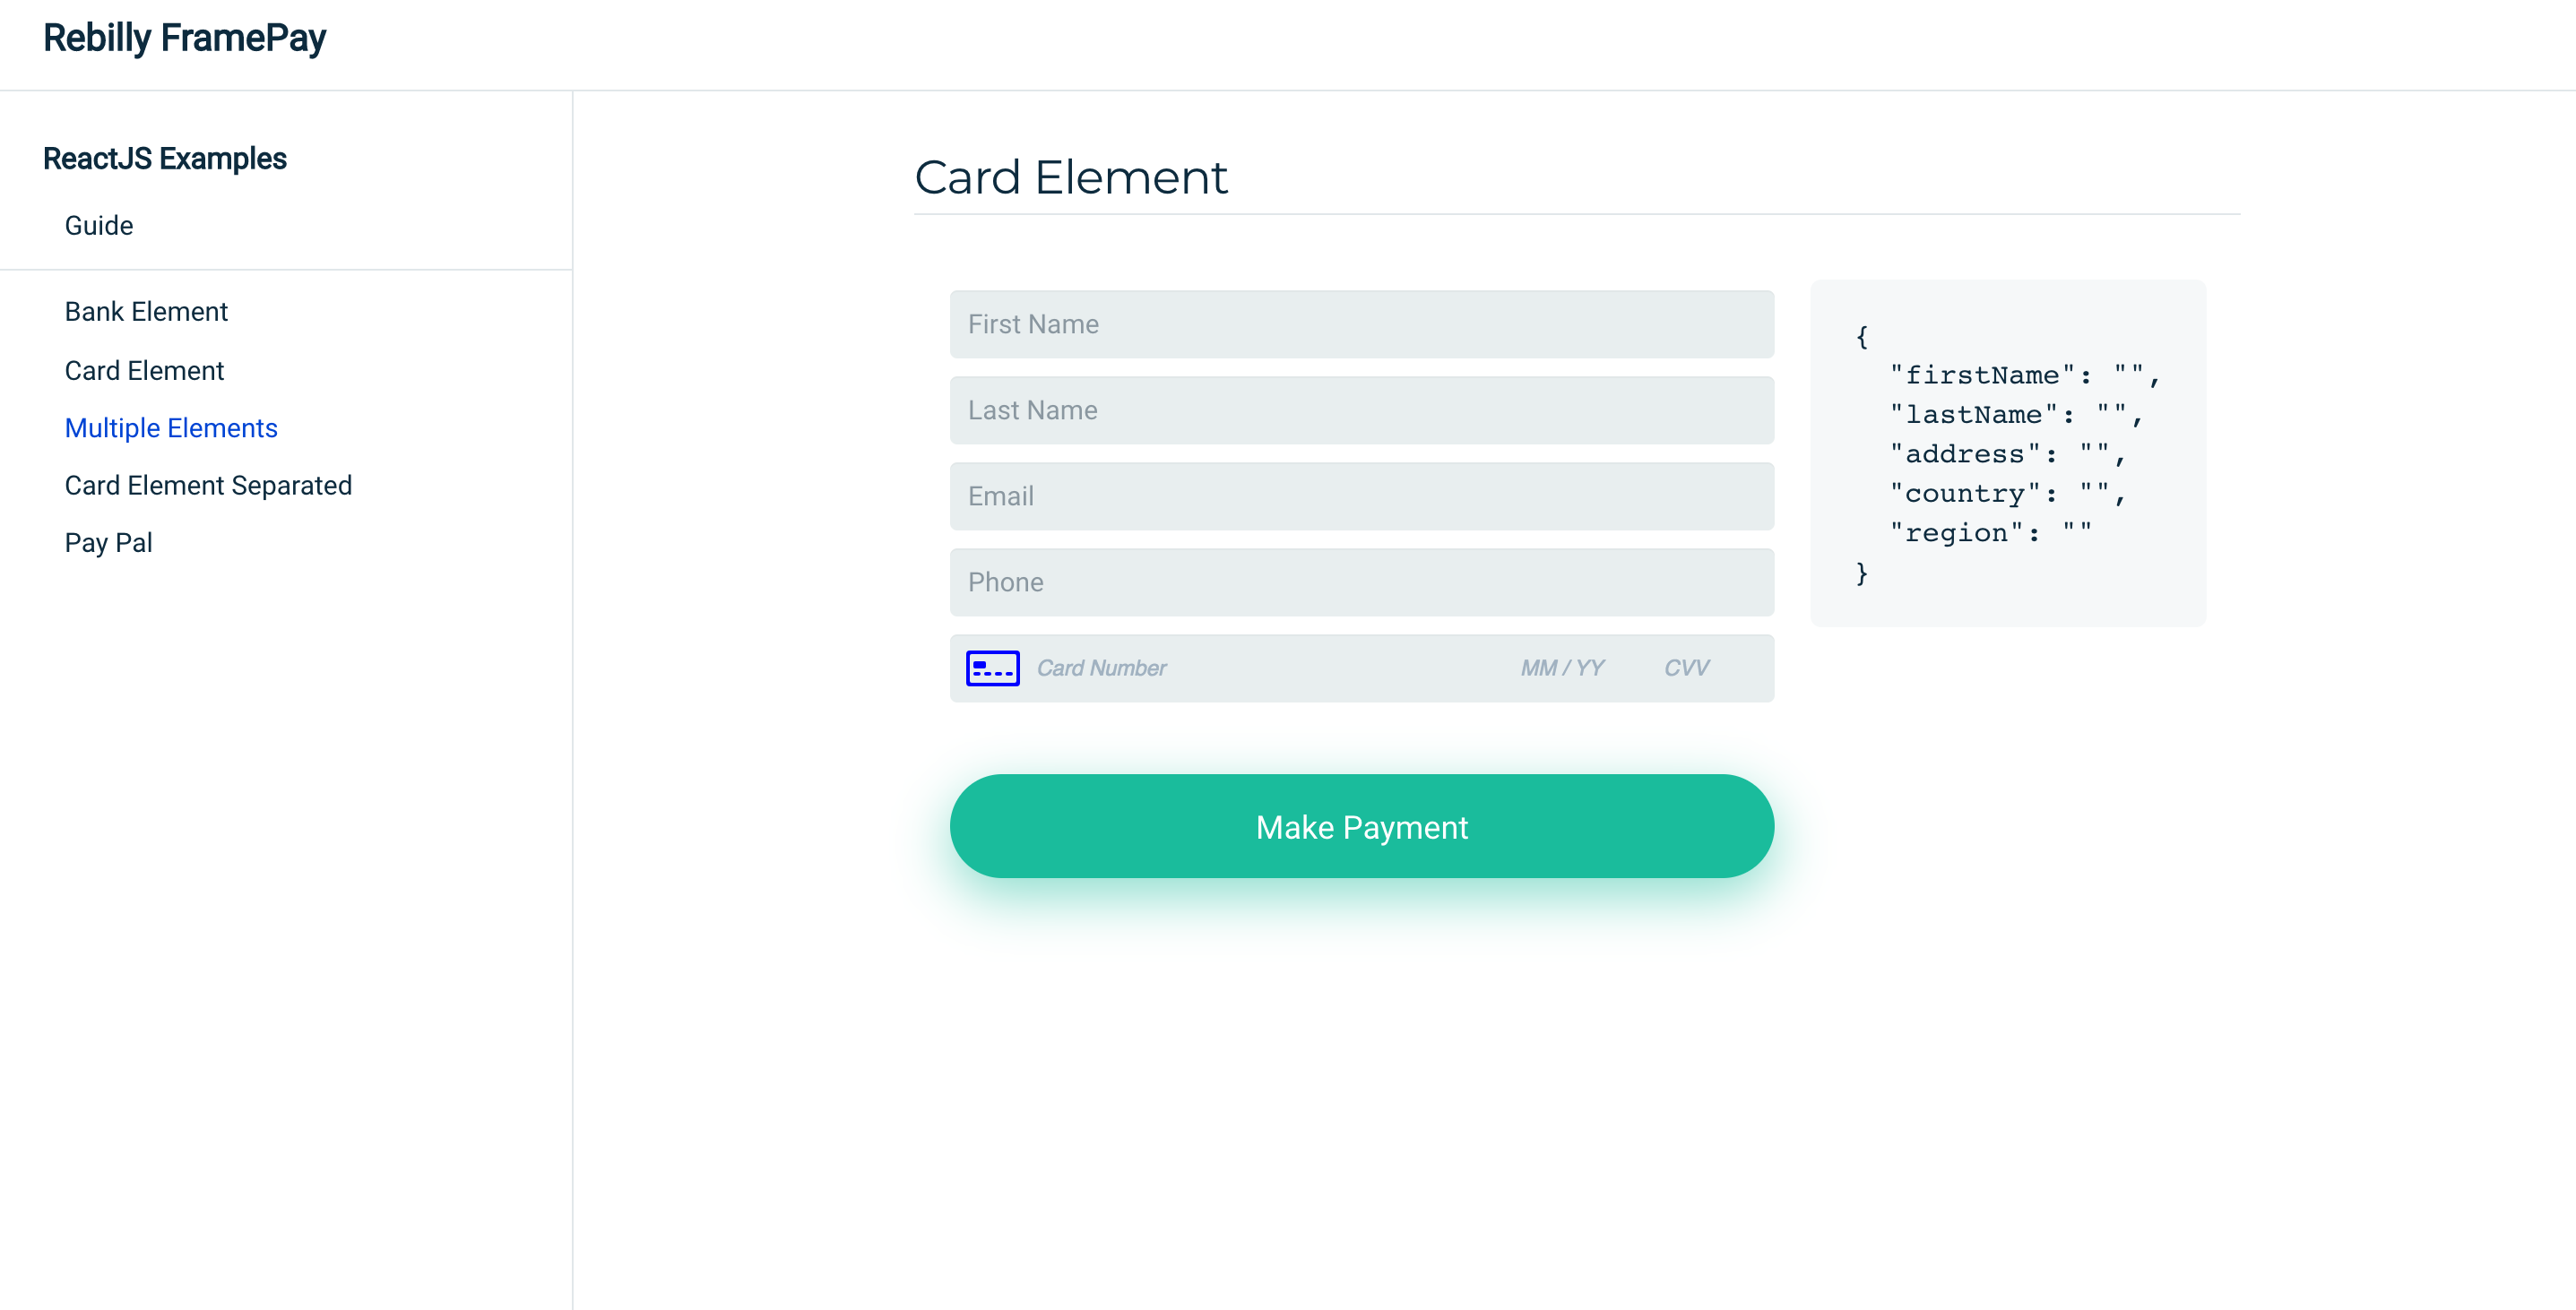 Rebilly FramePay
ReactJS Examples
Guide
Bank Element
Card Element
Multiple Elements
Card Element Separated
Pay Pal
Card Element
First Name
Last Name
Email
Phone
Card Number MM / YY CVV
Make Payment
{
"firstName": "",
"lastName": "",
"address": "",
"country": "",
"region": ""
}